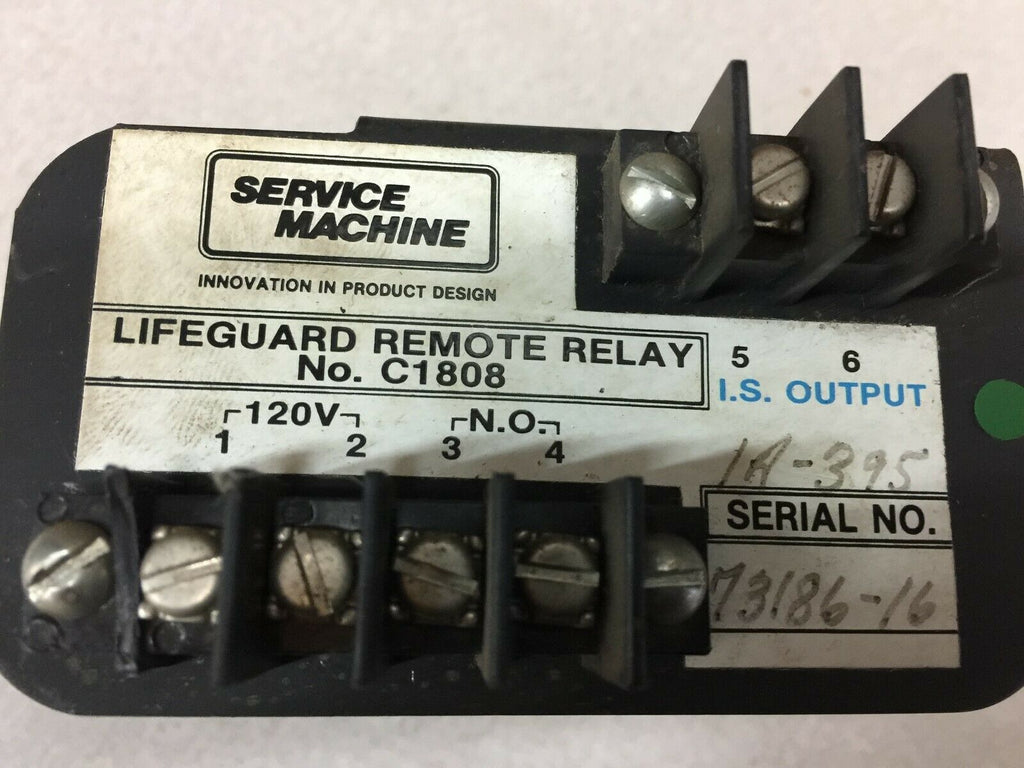 SERVICE
MACHINE
INNOVATION IN PRODUCT DESIGN
LIFEGUARD REMOTE RELAY
No. C1808
5 6
I.S. OUTPUT
120V N.O.
1 2 3 4
1A-395
SERIAL NO.
73186-16